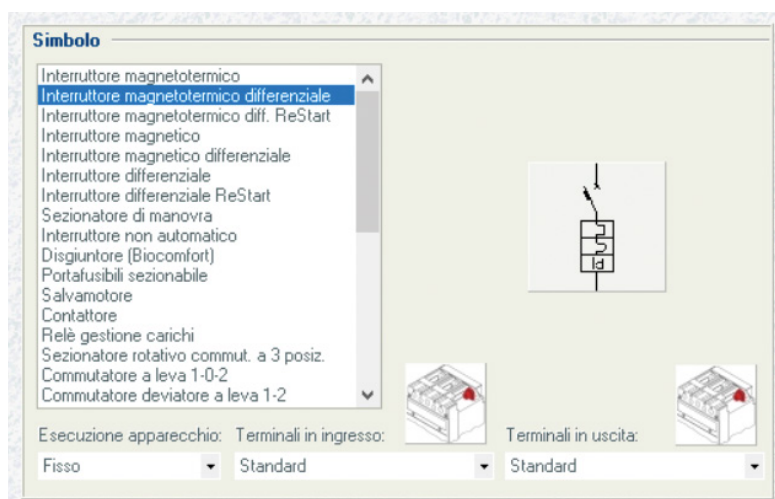 Simbolo
Interruttore magnetotermico
Interruttore magnetotermico differenziale
Interruttore magnetotermico diff. ReStart
Interruttore magnetico
Interruttore magnetico differenziale
Interruttore differenziale
Interruttore differenziale ReStart
Sezionatore di manovra
Interruttore non automatico
Disgiuntore (Biocomfort)
Portafusibili sezionabile
Salvamotore
Contattore
Relè gestione carichi
Sezionatore rotativo commut. a 3 posiz.
Commutatore a leva 1-0-2
Commutatore deviatore a leva 1-2
Id
Esecuzione apparecchio: Terminali in ingresso: Terminali in uscita:
Fisso Standard Standard